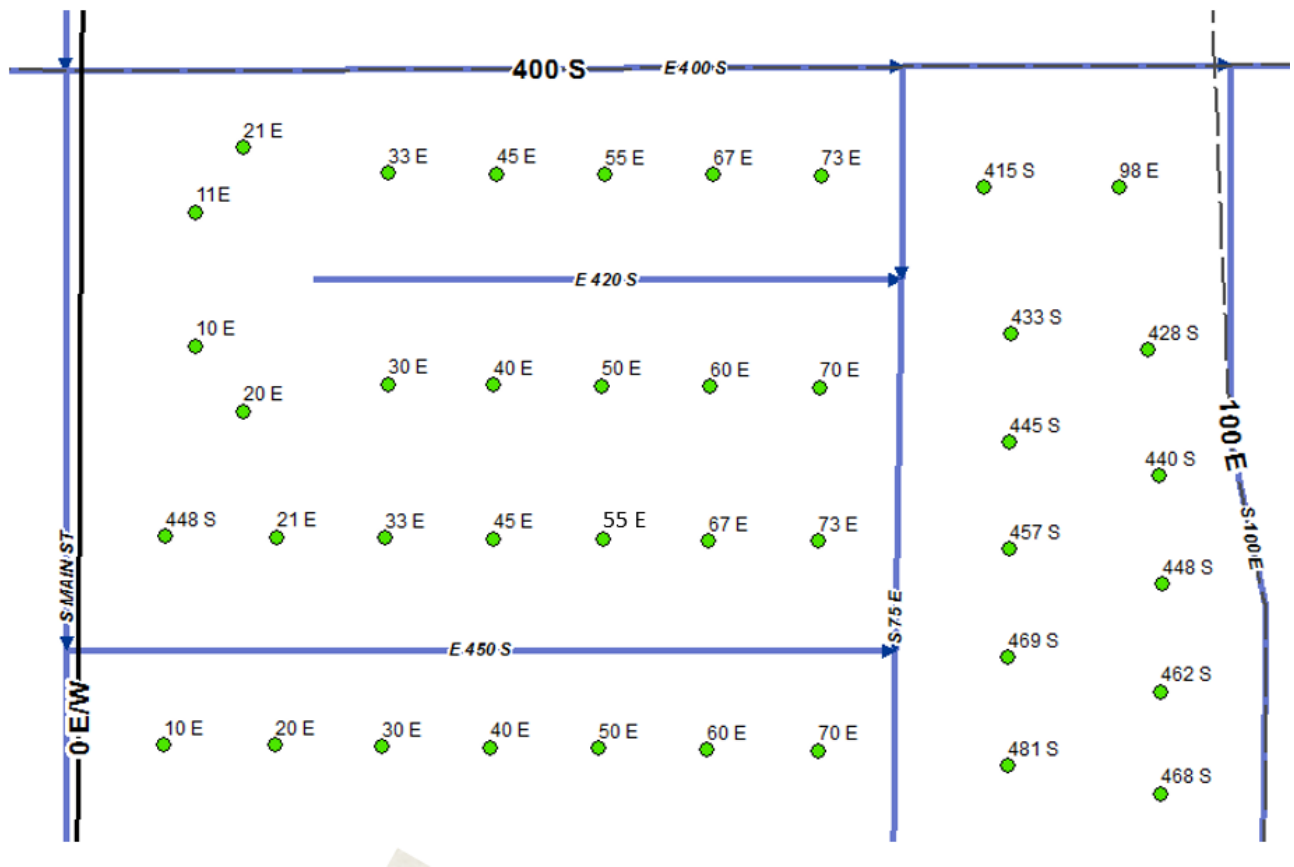 400 S
E 400 S
21 E
33 E
45 E
55 E
67 E
73 E
415 S
98 E
11E
E 420 S
10 E
433 S
428 S
30 E
40 E
50 E
60 E
70 E
20 E
100 E
445 S
440 S
448 S
21 E
33 E
45 E
55 E
67 E
73 E
457 S
S 100 E
S MAIN ST
448 S
S 75 E
E 450 S
469 S
462 S
0 E/W
10 E
20 E
30 E
40 E
50 E
60 E
70 E
481 S
468 S